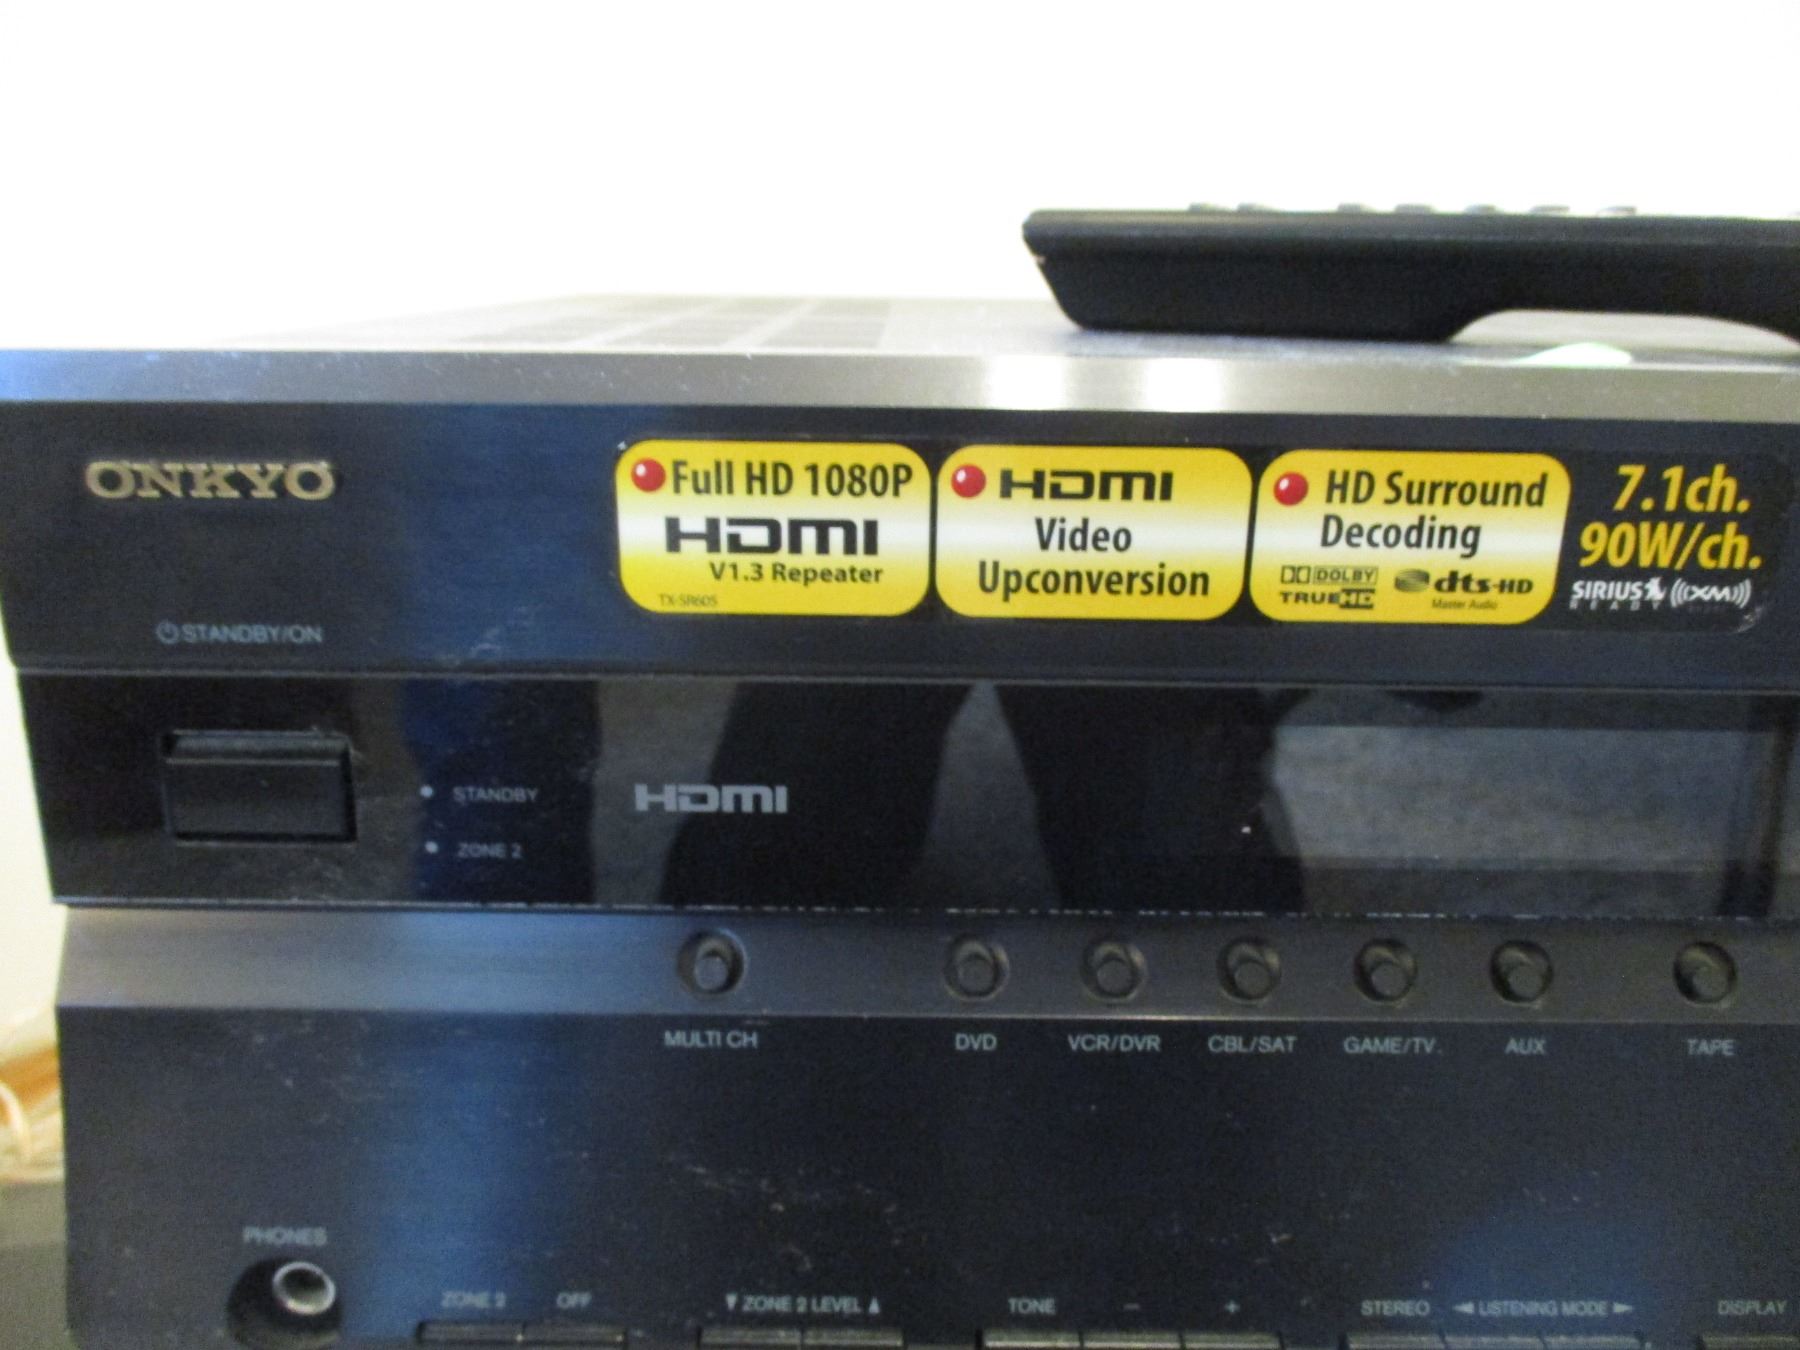 ONKYO
Full HD 1080P
HDMI
V1.3 Repeater
TX-SR605
HDMI
Video
Upconversion
HD Surround
Decoding
DOLBY
TRUEHD
dts-HD
Master Audio
7.1ch.
90W/ch.
SIRIUS
READY
XM
STANDBY/ON
STANDBY
ZONE 2
HDMI
MULTI CH
DVD
VCR/DVR
CBL/SAT
GAME/TV
AUX
TAPE
PHONES
ZONE 2
OFF
▼ ZONE 2 LEVEL ▲
TONE
−
+
STEREO
◄ LISTENING MODE ►
DISPLAY